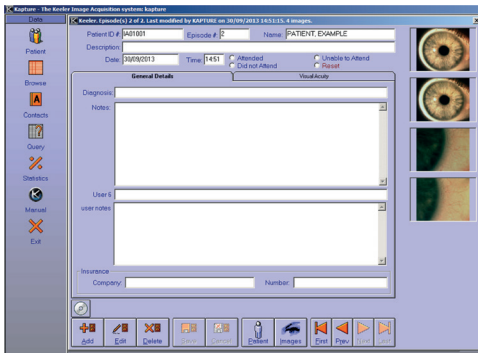 Kapture - The Keeler Image Acquisition system: kapture
Data
Keeler. Episode(s) 2 of 2. Last modified by KAPTURE on 30/09/2013 14:51:15. 4 images.
Patient ID #: IA01001 Episode #: 2 Name: PATIENT, EXAMPLE
Description:
Date: 30/09/2013 Time: 14:51 Attended Unable to Attend
Did not Attend Reset
General Details Visual Acuity
Diagnosis:
Notes:
User 6
user notes
Insurance
Company: Number:
Patient
Browse
Contacts
Query
Statistics
Manual
Exit
Add Edit Delete Save Cancel Patient Images First Prev Next Last